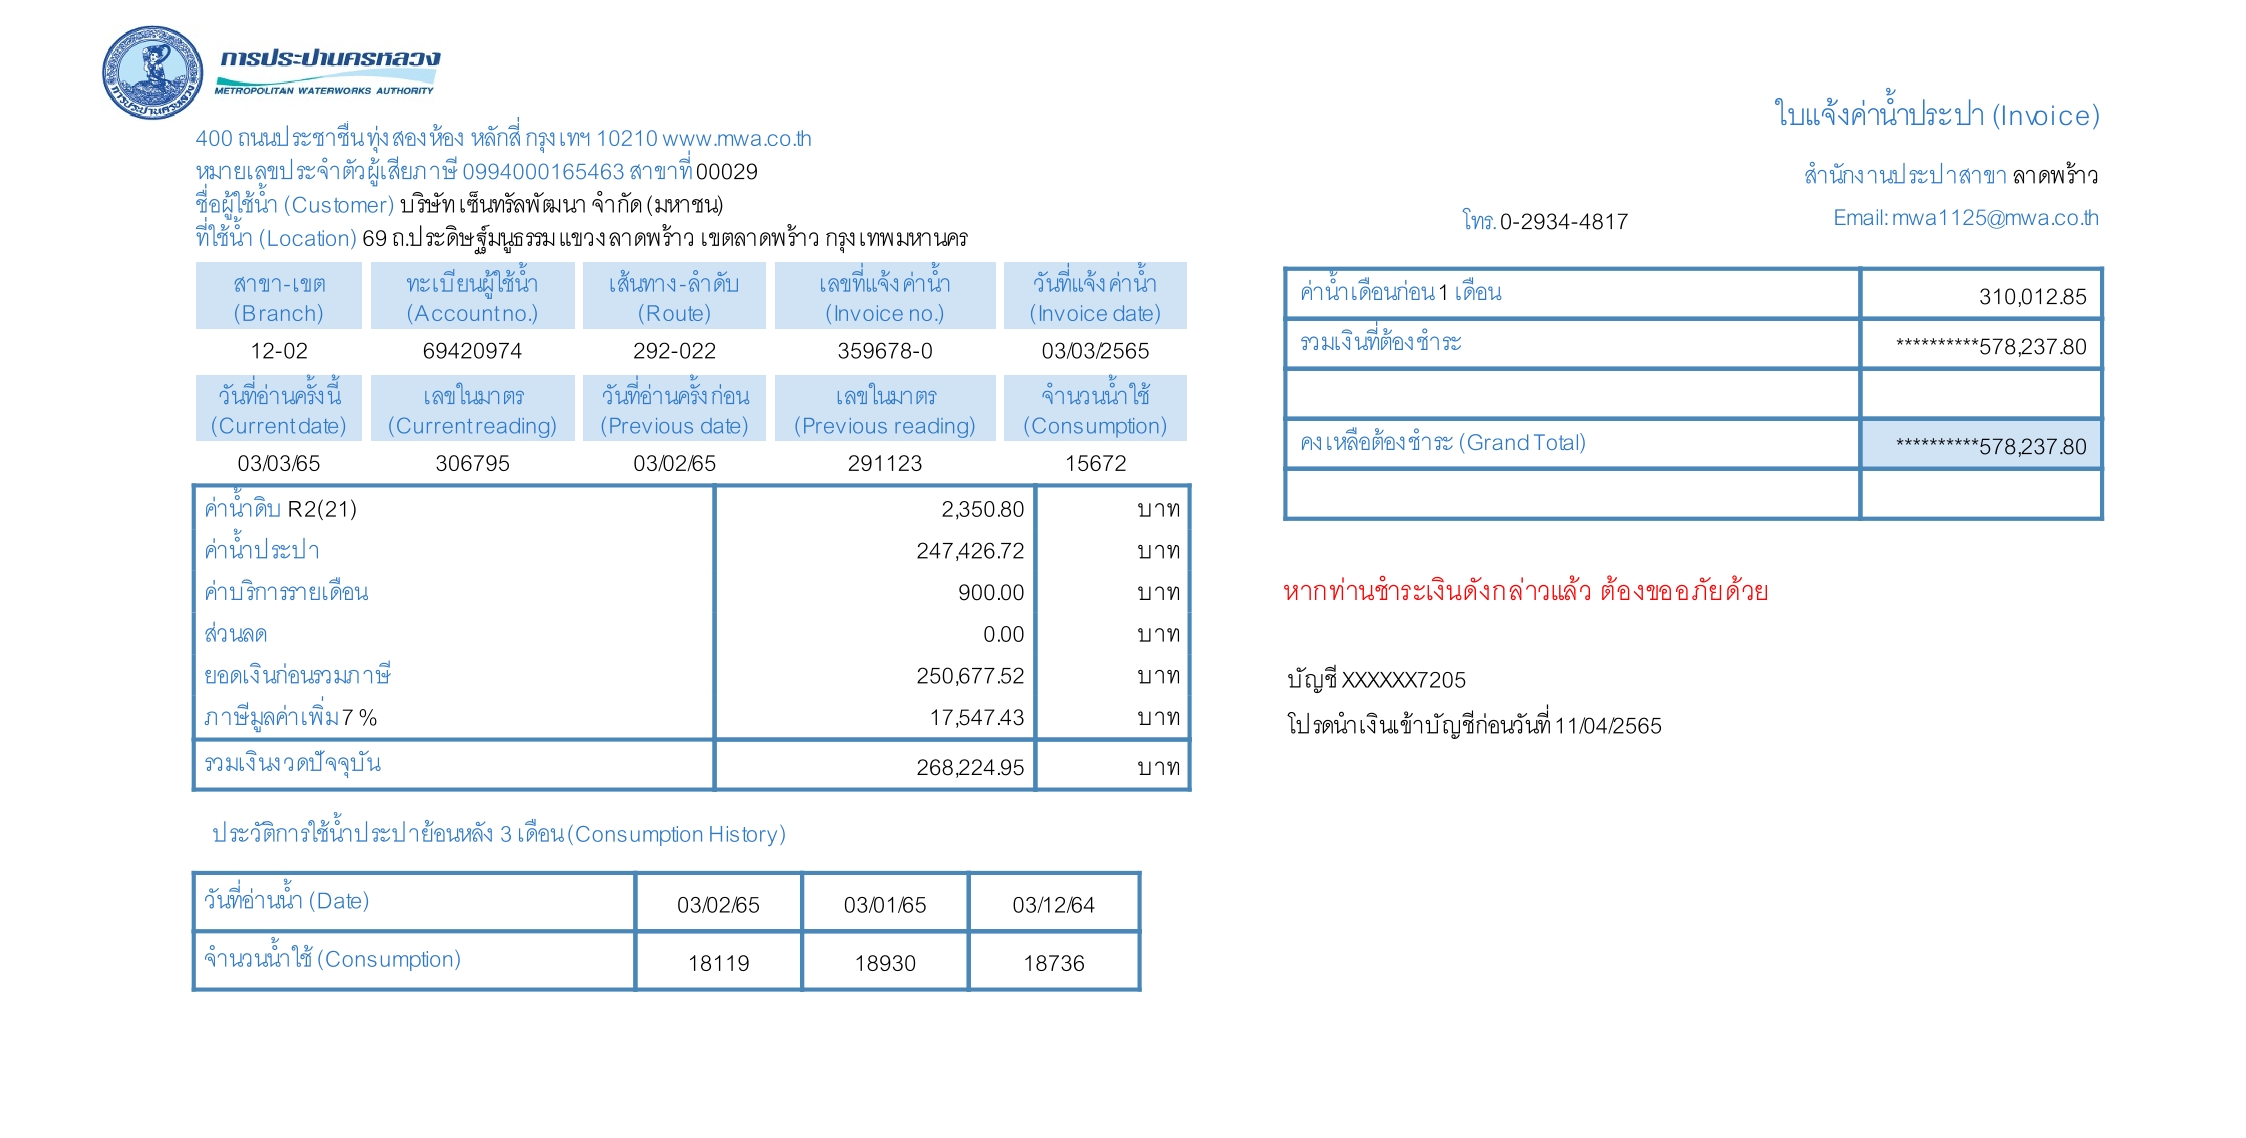 การประปานครหลวง
METROPOLITAN WATERWORKS AUTHORITY
การประปานครหลวง
ใบแจ้งค่าน้ำประปา (Invoice)
400 ถนนประชาชื่น ทุ่งสองห้อง หลักสี่ กรุงเทพฯ 10210 www.mwa.co.th
หมายเลขประจำตัวผู้เสียภาษี 0994000165463 สาขาที่ 00029
สำนักงานประปาสาขา ลาดพร้าว
ชื่อผู้ใช้น้ำ (Customer) บริษัท เซ็นทรัลพัฒนา จำกัด (มหาชน)
โทร. 0-2934-4817 Email: mwa1125@mwa.co.th
ที่ใช้น้ำ (Location) 69 ถ.ประดิษฐ์มนูธรรม แขวงลาดพร้าว เขตลาดพร้าว กรุงเทพมหานคร
สาขา-เขต ทะเบียนผู้ใช้น้ำ เส้นทาง-ลำดับ เลขที่แจ้งค่าน้ำ วันที่แจ้งค่าน้ำ
(Branch) (Account no.) (Route) (Invoice no.) (Invoice date)
12-02 69420974 292-022 359678-0 03/03/2565
วันที่อ่านครั้งนี้ เลขในมาตร วันที่อ่านครั้งก่อน เลขในมาตร จำนวนน้ำใช้
(Current date) (Current reading) (Previous date) (Previous reading) (Consumption)
03/03/65 306795 03/02/65 291123 15672
ค่าน้ำดิบ R2(21) 2,350.80 บาท
ค่าน้ำประปา 247,426.72 บาท
ค่าบริการรายเดือน 900.00 บาท
ส่วนลด 0.00 บาท
ยอดเงินก่อนรวมภาษี 250,677.52 บาท
ภาษีมูลค่าเพิ่ม 7 % 17,547.43 บาท
รวมเงินงวดปัจจุบัน 268,224.95 บาท
ประวัติการใช้น้ำประปาย้อนหลัง 3 เดือน (Consumption History)
วันที่อ่านน้ำ (Date) 03/02/65 03/01/65 03/12/64
จำนวนน้ำใช้ (Consumption) 18119 18930 18736
ค่าน้ำเดือนก่อน 1 เดือน 310,012.85
รวมเงินที่ต้องชำระ **********578,237.80
คงเหลือต้องชำระ (Grand Total) **********578,237.80
หากท่านชำระเงินดังกล่าวแล้ว ต้องขออภัยด้วย
บัญชี XXXXXX7205
โปรดนำเงินเข้าบัญชีก่อนวันที่ 11/04/2565